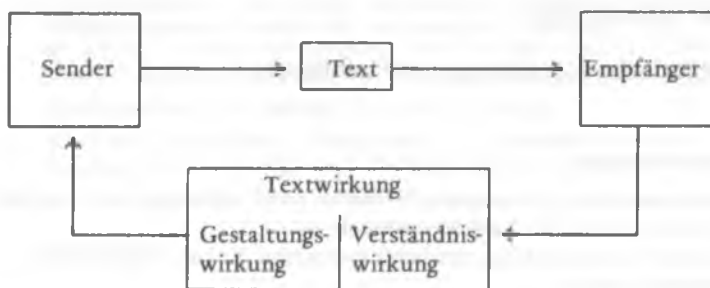 Sender
Text
Empfänger
Textwirkung
Gestaltungs-
wirkung
Verständnis-
wirkung